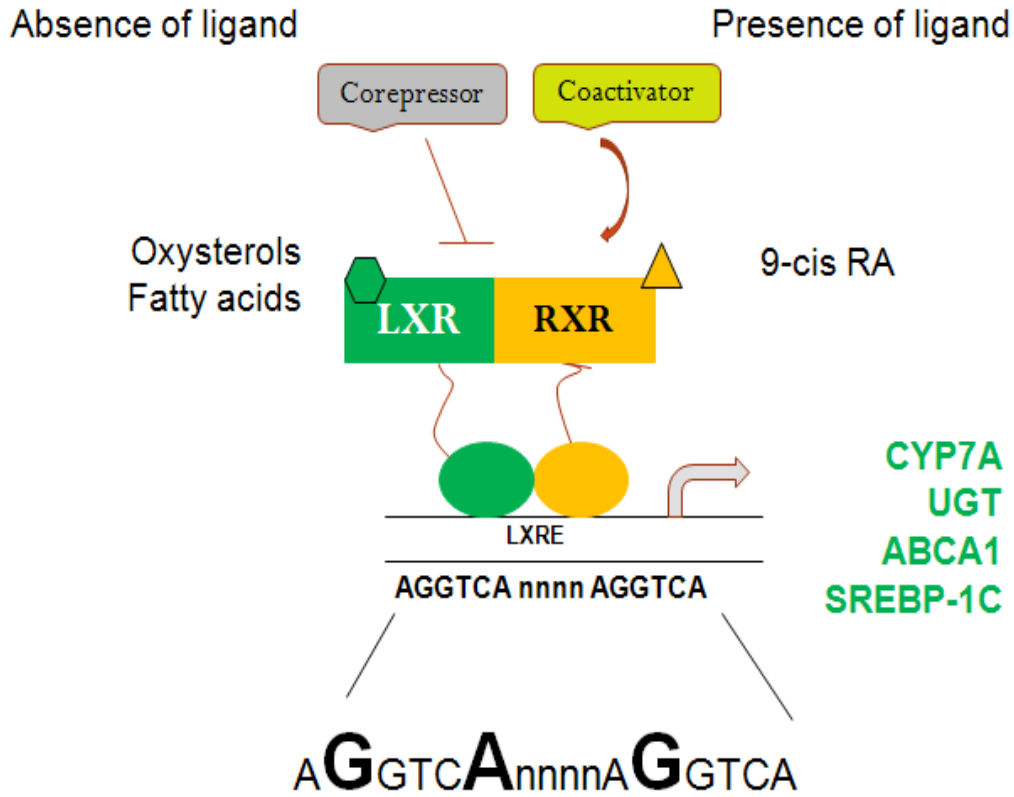 Absence of ligand
Presence of ligand
Corepressor
Coactivator
Oxysterols
Fatty acids
9-cis RA
LXR
RXR
CYP7A
UGT
ABCA1
SREBP-1C
LXRE
AGGTCA nnnn AGGTCA
AGGTCAnnnnAGGTCA